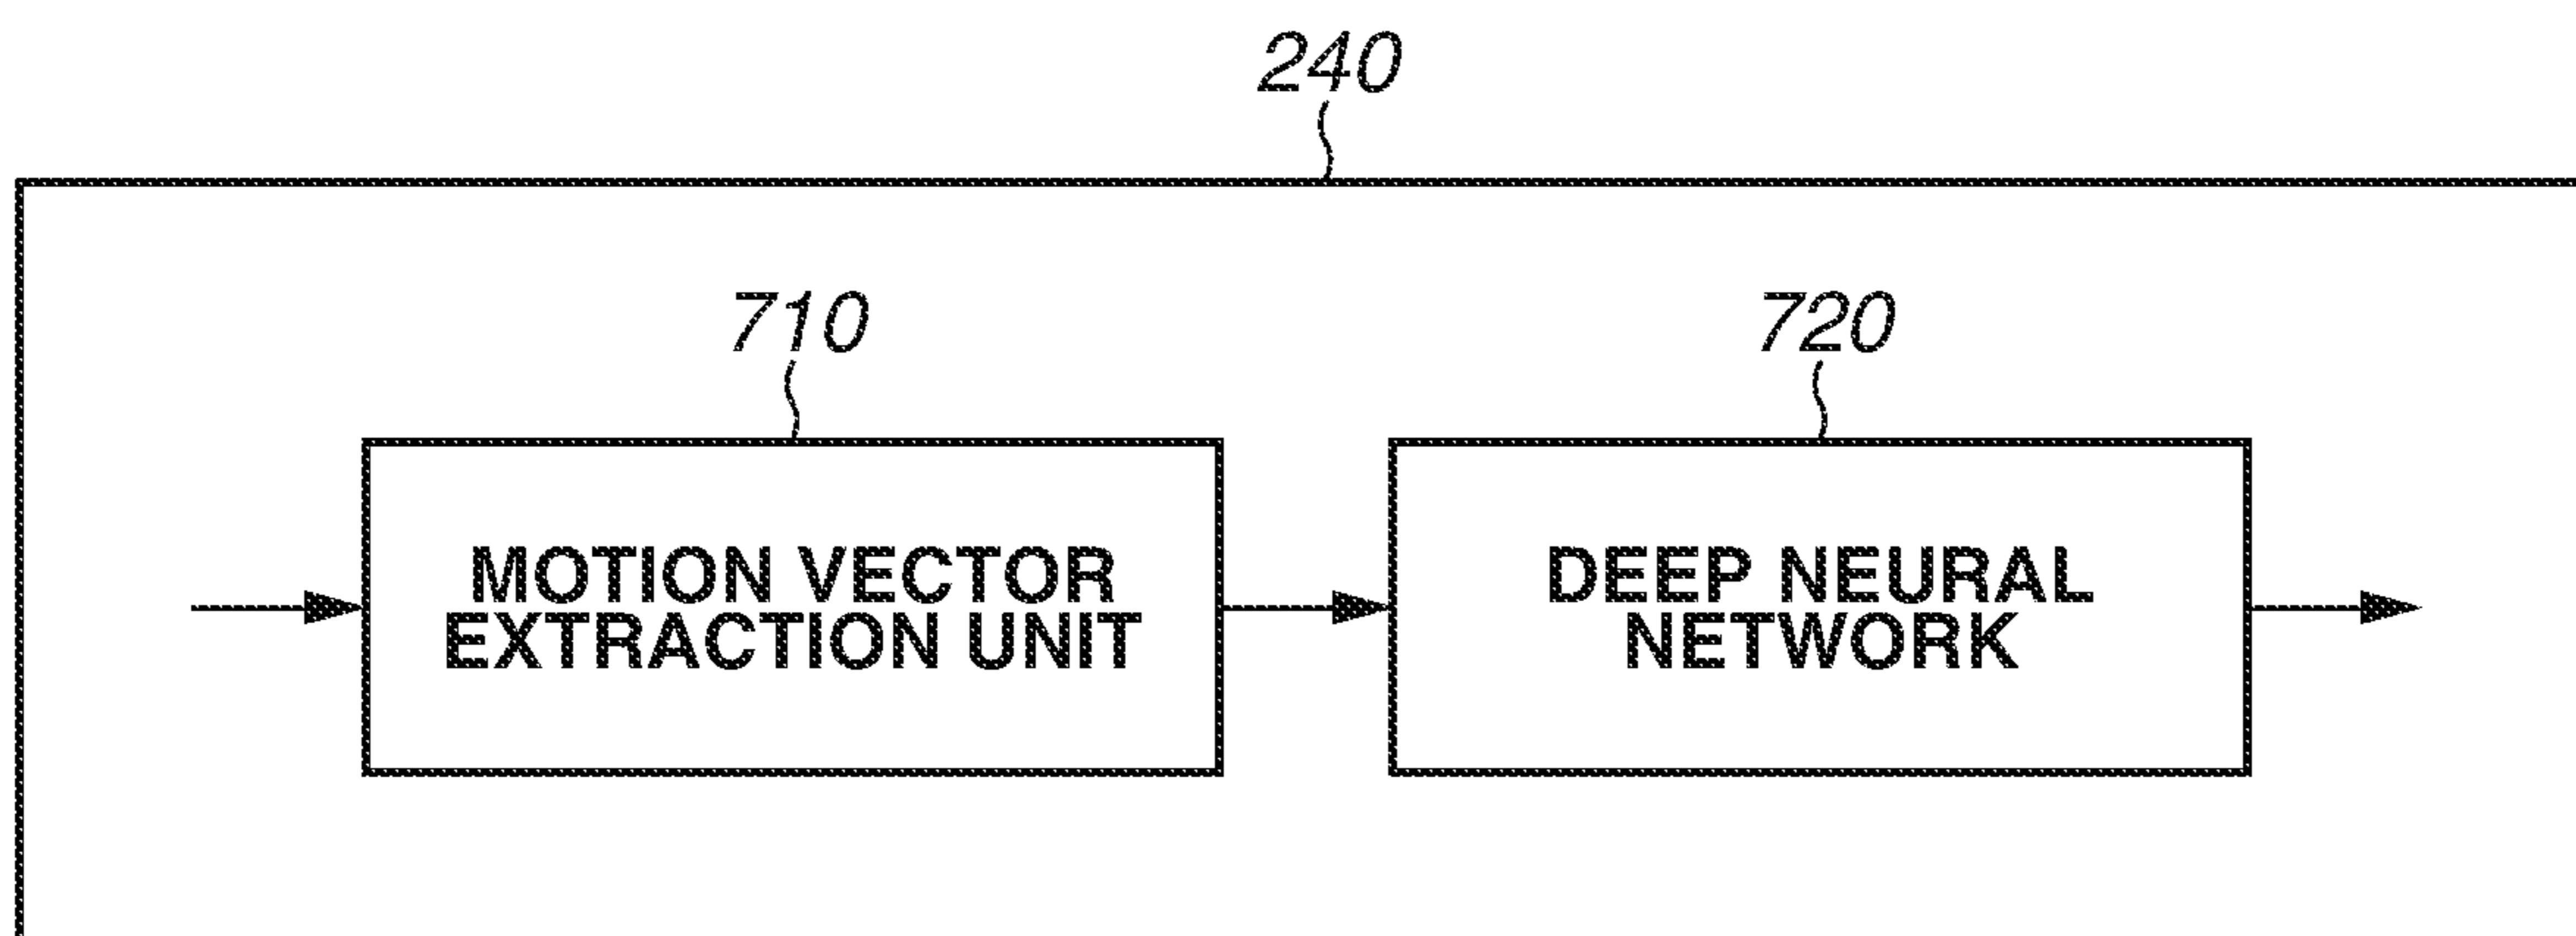 240
710
720
MOTION VECTOR
EXTRACTION UNIT
DEEP NEURAL
NETWORK